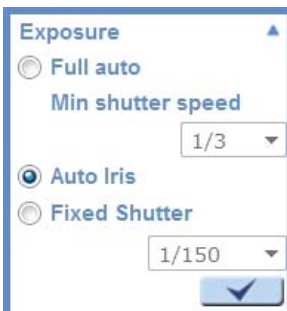 Exposure
Full auto
Min shutter speed
1/3
Auto Iris
Fixed Shutter
1/150